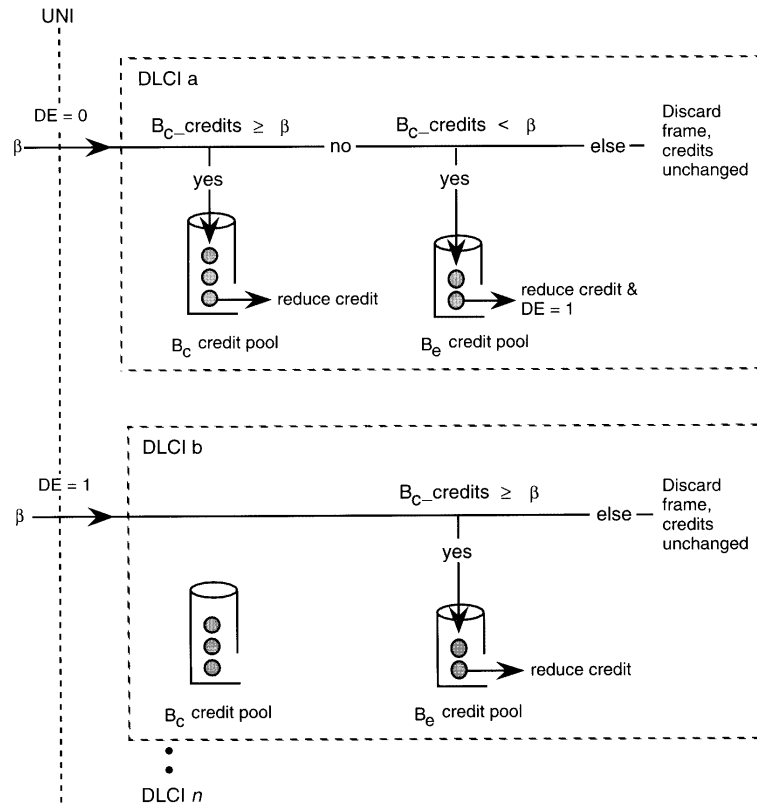 UNI
DLCI a
DE = 0
β
B_c_credits ≥ β
no
B_c_credits < β
else
Discard
frame,
credits
unchanged
yes
yes
reduce credit
reduce credit &
DE = 1
B_c credit pool
B_e credit pool
DLCI b
DE = 1
β
B_c_credits ≥ β
else
Discard
frame,
credits
unchanged
yes
reduce credit
B_c credit pool
B_e credit pool
DLCI n